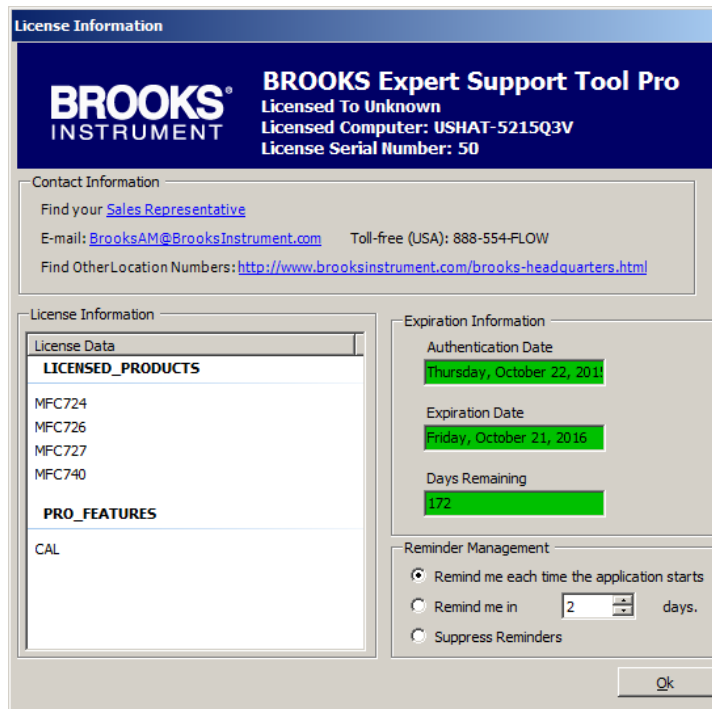 License Information
BROOKS®
INSTRUMENT
BROOKS Expert Support Tool Pro
Licensed To Unknown
Licensed Computer: USHAT-5215Q3V
License Serial Number: 50
Contact Information
Find your Sales Representative
E-mail: BrooksAM@BrooksInstrument.com Toll-free (USA): 888-554-FLOW
Find OtherLocation Numbers: http://www.brooksinstrument.com/brooks-headquarters.html
License Information
License Data
LICENSED_PRODUCTS
MFC724
MFC726
MFC727
MFC740
PRO_FEATURES
CAL
Expiration Information
Authentication Date
Thursday, October 22, 2015
Expiration Date
Friday, October 21, 2016
Days Remaining
172
Reminder Management
Remind me each time the application starts
Remind me in 2 days.
Suppress Reminders
Ok